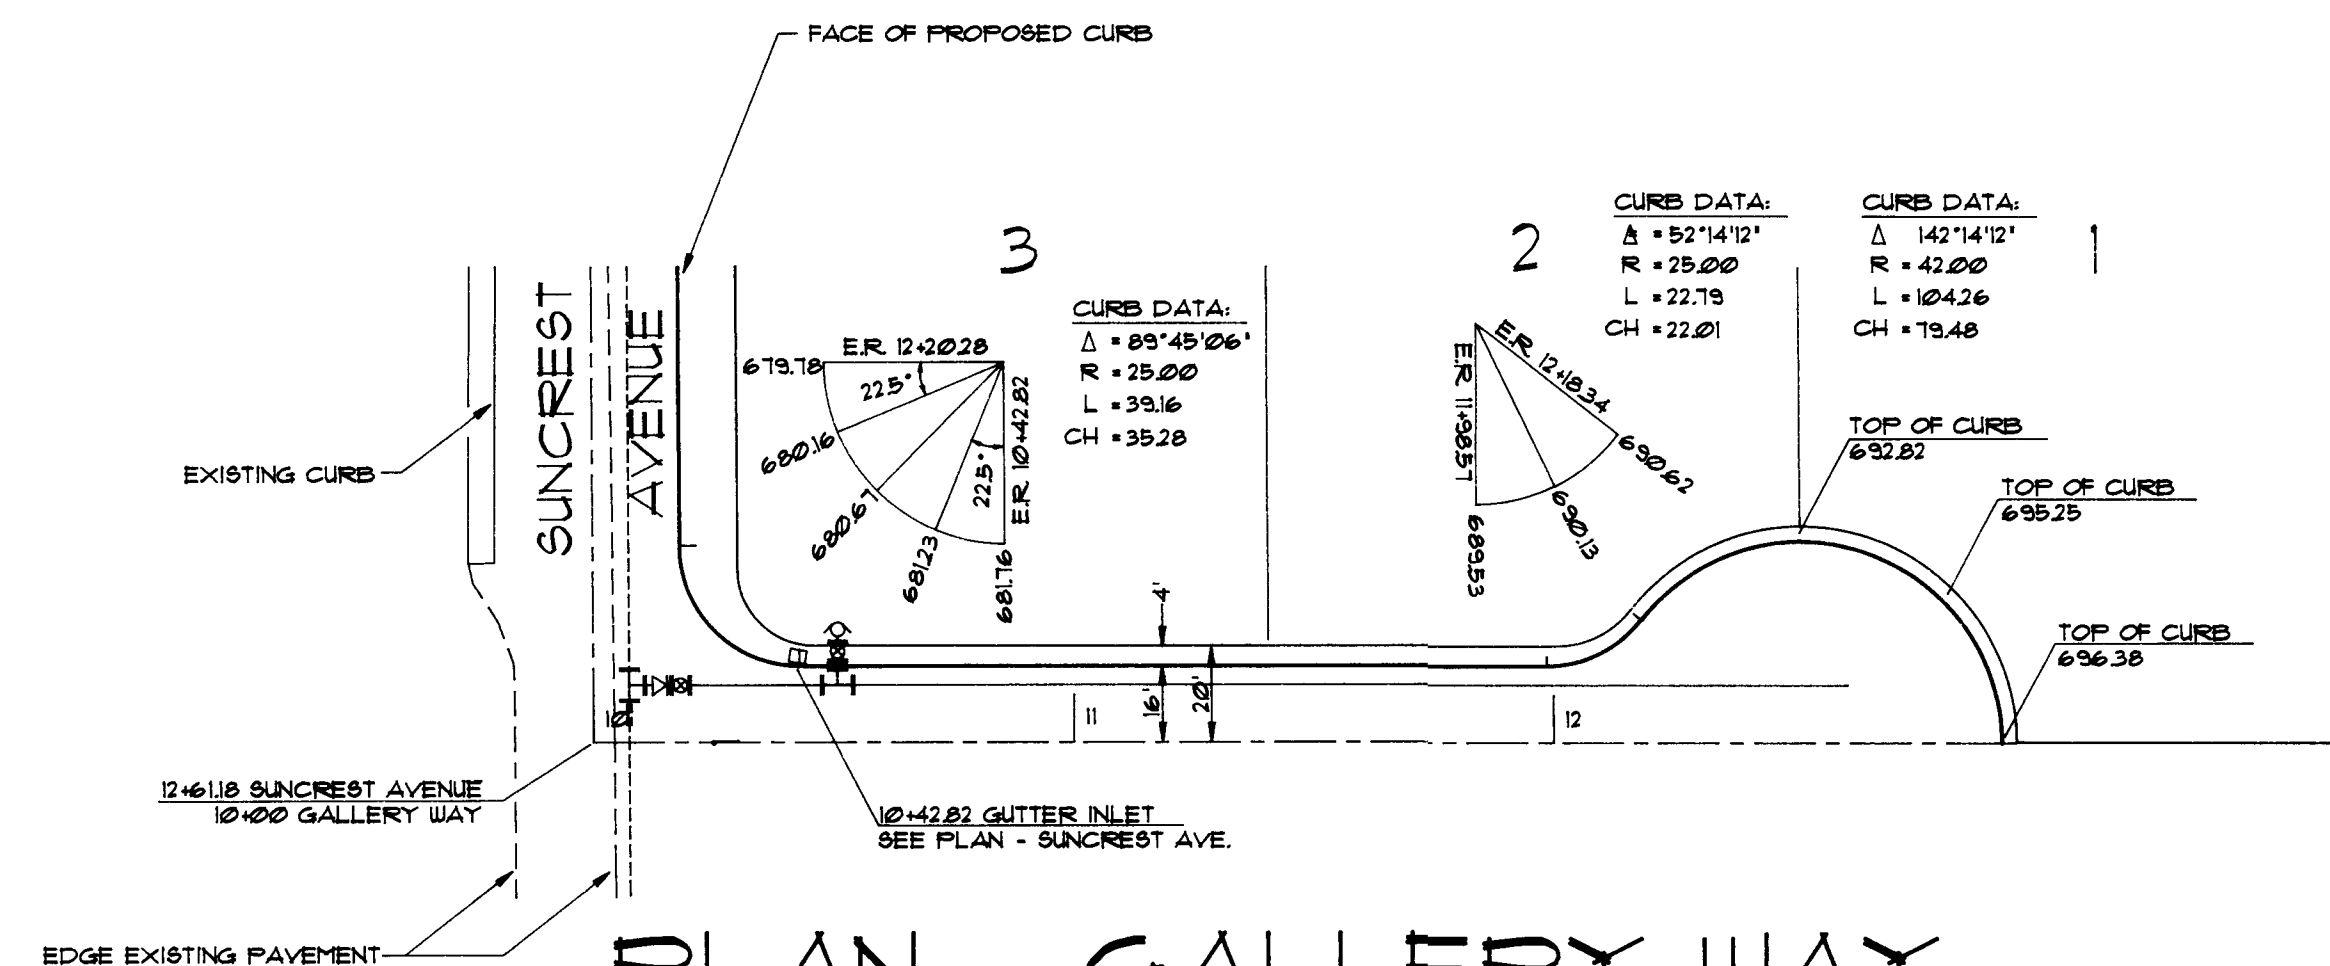 FACE OF PROPOSED CURB
CURB DATA:
Δ = 52°14'12"
R = 25.00
L = 22.79
CH = 22.01
CURB DATA:
Δ 142°14'12"
R = 42.00
L = 104.26
CH = 79.48
3
2
1
SUNCREST
AVENUE
CURB DATA:
Δ = 89°45'06"
R = 25.00
L = 39.16
CH = 35.28
E.R. 12+20.28
679.78
22.5°
680.16
680.67
681.23
22.5°
681.76
E.R. 10+42.82
E.R. 12+18.34
E.R. 11+98.57
690.62
690.13
689.53
TOP OF CURB
692.82
TOP OF CURB
695.25
TOP OF CURB
696.38
EXISTING CURB
4'
16'
20'
10
11
12
12+61.18 SUNCREST AVENUE
10+00 GALLERY WAY
10+42.82 GUTTER INLET
SEE PLAN - SUNCREST AVE.
EDGE EXISTING PAVEMENT
PLAN - GALLERY WAY